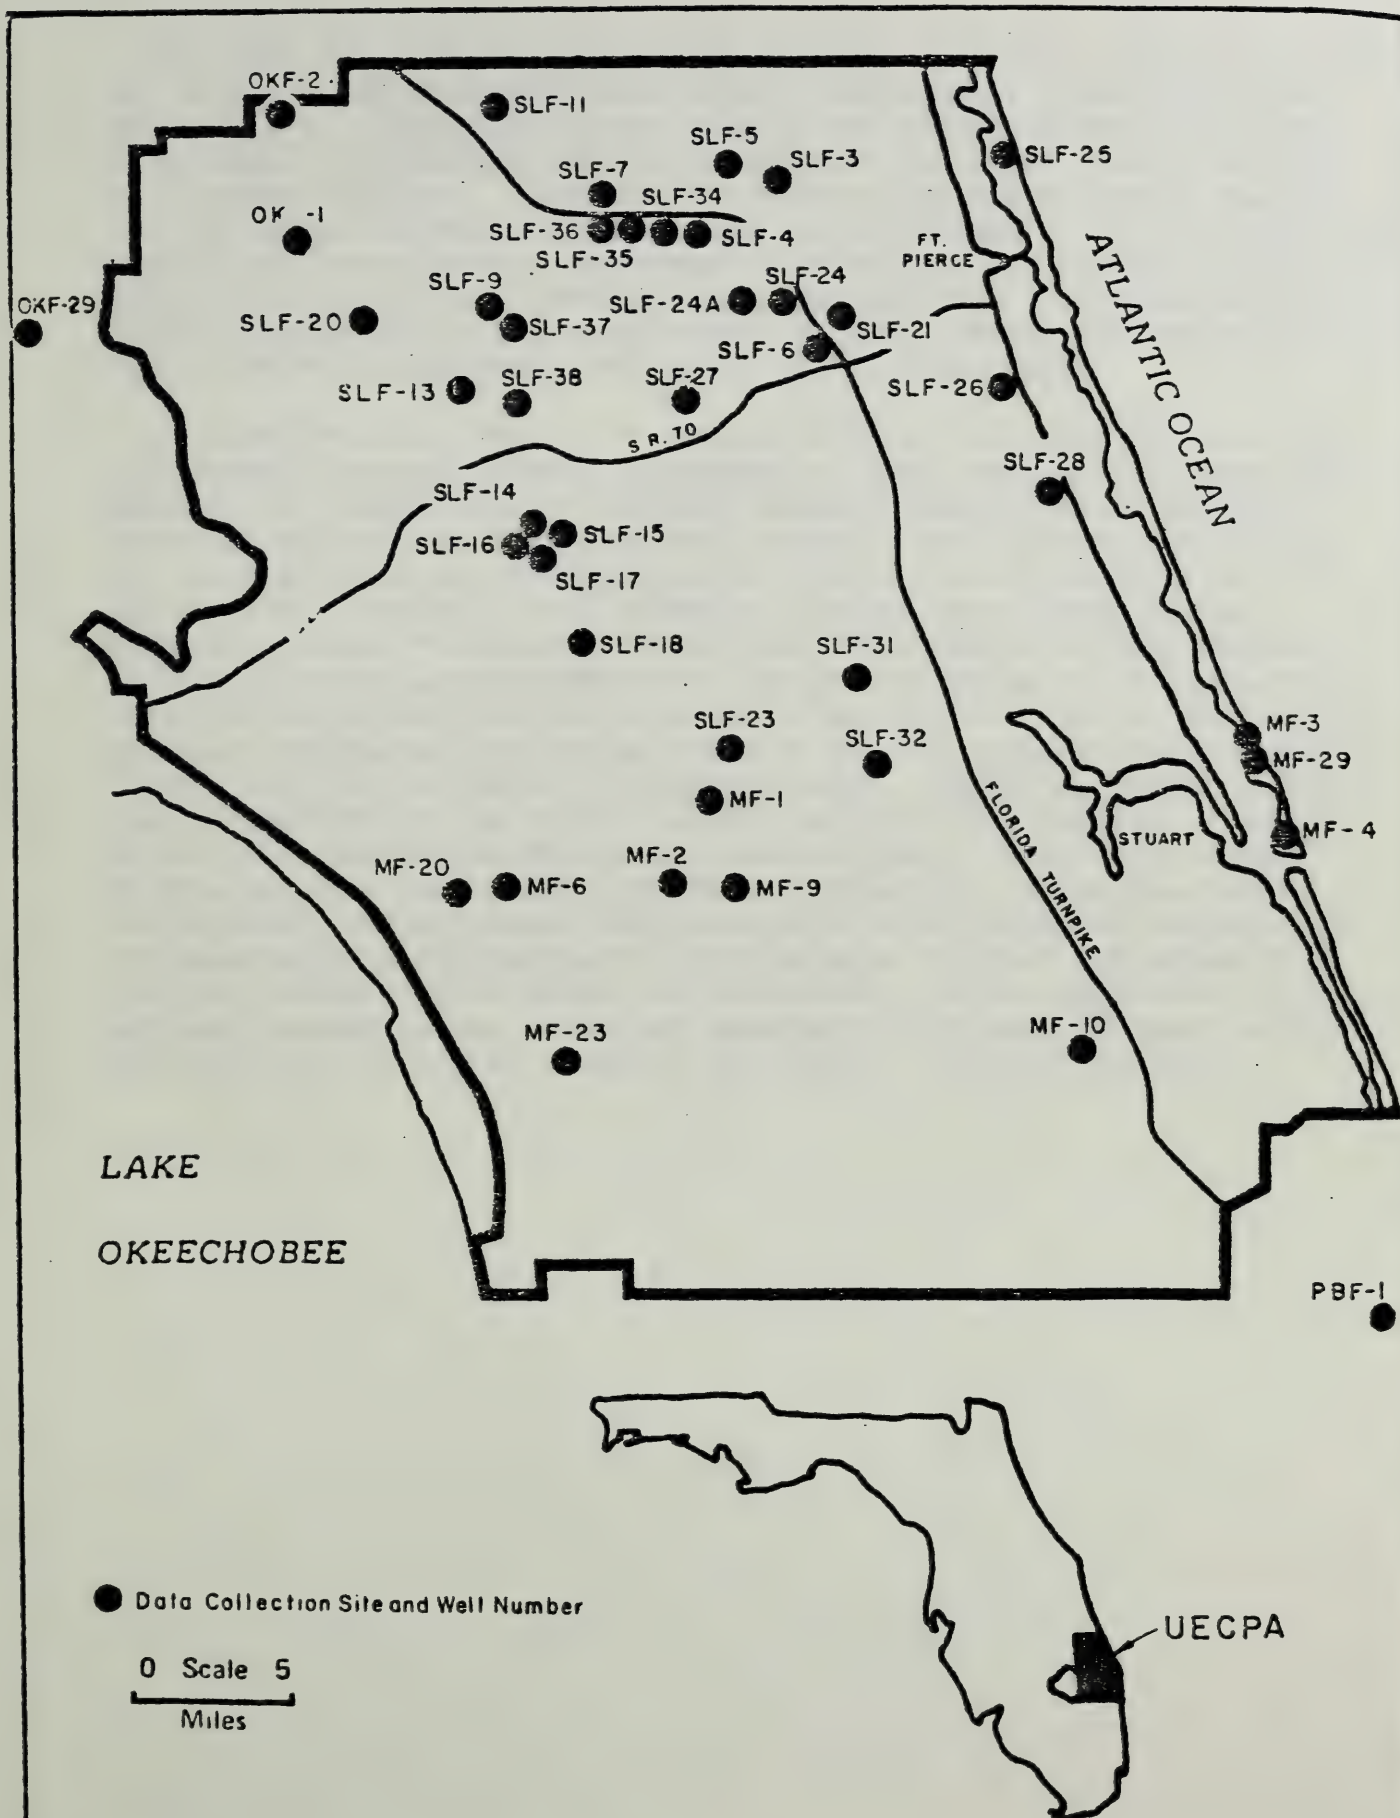 OKF-2
SLF-11
SLF-5
SLF-3
SLF-25
SLF-7
SLF-34
OK -1
SLF-36
SLF-4
SLF-35
FT.
PIERCE
ATLANTIC OCEAN
SLF-9
SLF-24
OKF-29
SLF-24A
SLF-20
SLF-37
SLF-21
SLF-6
SLF-13
SLF-38
SLF-27
SLF-26
S R. 70
SLF-28
SLF-14
SLF-15
SLF-16
SLF-17
SLF-18
SLF-31
SLF-23
SLF-32
MF-3
MF-29
MF-1
FLORIDA TURNPIKE
STUART
MF-4
MF-20
MF-6
MF-2
MF-9
MF-23
MF-10
LAKE
OKEECHOBEE
PBF-1
Data Collection Site and Well Number
UECPA
0 Scale 5
Miles